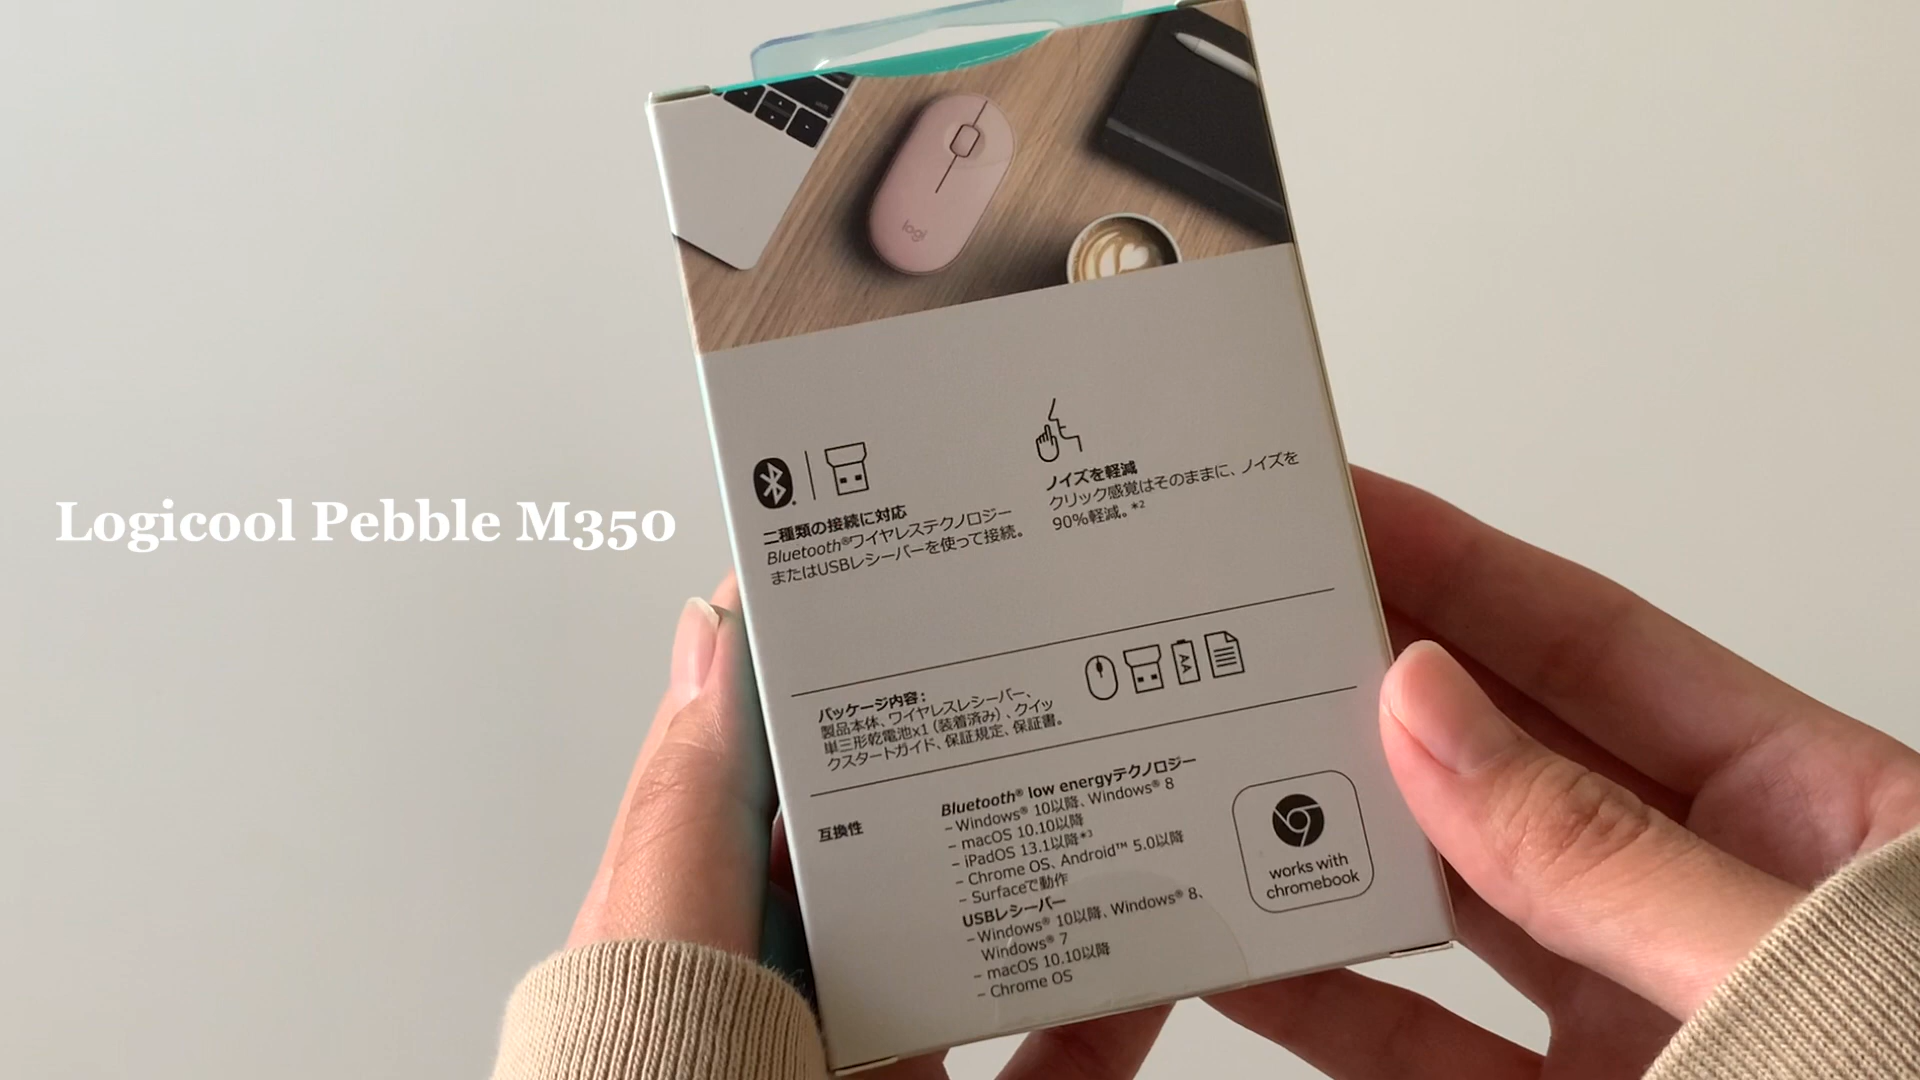 Logicool Pebble M350
logi
二種類の接続に対応
Bluetooth®ワイヤレステクノロジー
またはUSBレシーバーを使って接続。
ノイズを軽減
クリック感覚はそのままに、ノイズを
90%軽減。*2
パッケージ内容:
製品本体、ワイヤレスレシーバー、
単三形乾電池x1 (装着済み)、クイッ
クスタートガイド、保証規定、保証書。
AA
互換性
Bluetooth® low energyテクノロジー
– Windows® 10以降、Windows® 8
– macOS 10.10以降
– iPadOS 13.1以降*3
– Chrome OS、Android™ 5.0以降
– Surfaceで動作
USBレシーバー
– Windows® 10以降、Windows® 8、
Windows® 7
– macOS 10.10以降
– Chrome OS
works with
chromebook